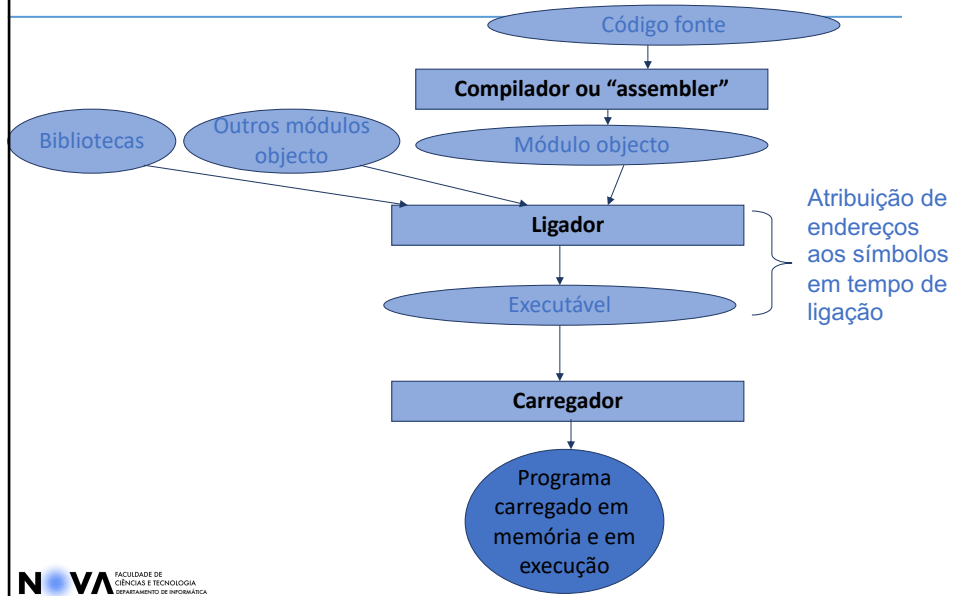 Código fonte
Compilador ou “assembler”
Bibliotecas
Outros módulos
objecto
Módulo objecto
Ligador
Atribuição de
endereços
aos símbolos
em tempo de
ligação
Executável
Carregador
Programa
carregado em
memória e em
execução
NOVA
FACULDADE DE
CIÊNCIAS E TECNOLOGIA
DEPARTAMENTO DE INFORMÁTICA